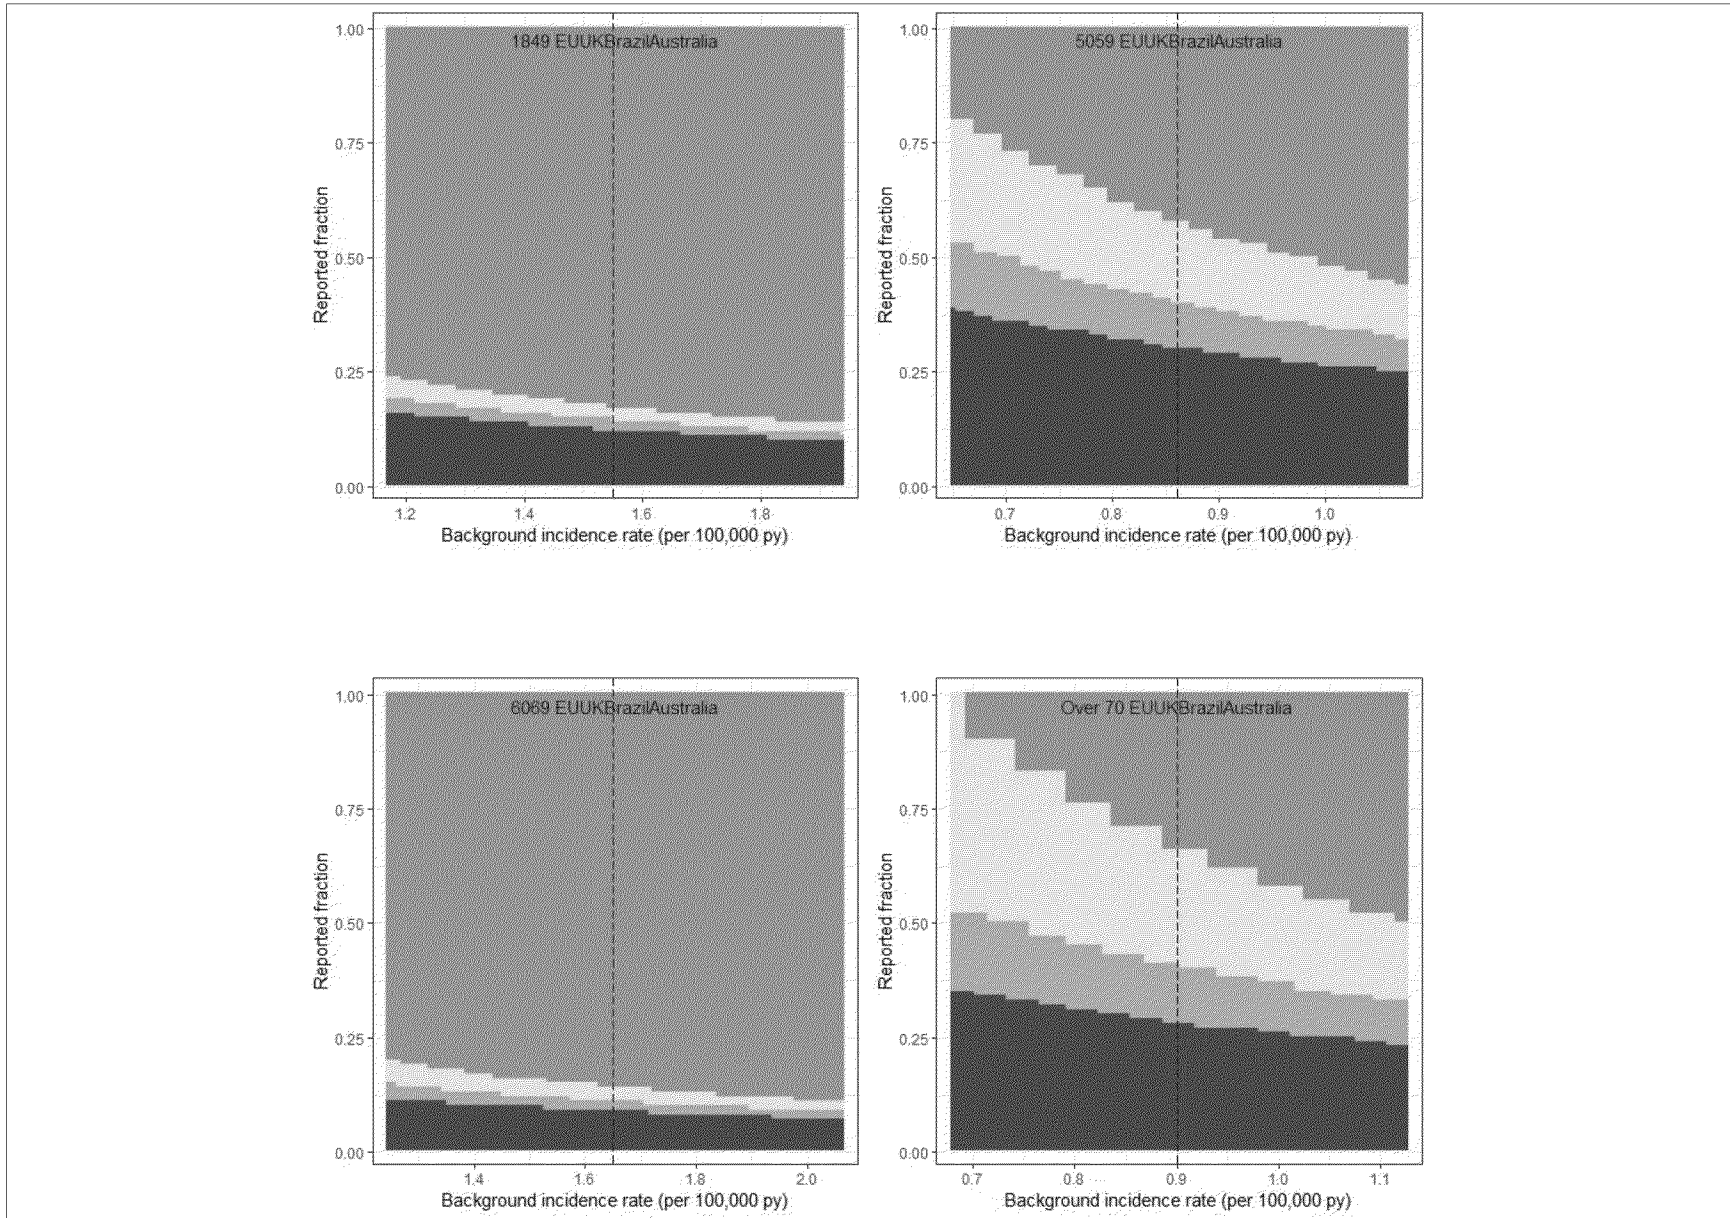 1849 EUUKBrazilAustralia
1.00
0.75
0.50
0.25
0.00
Reported fraction
1.2 1.4 1.6 1.8
Background incidence rate (per 100,000 py)
5059 EUUKBrazilAustralia
1.00
0.75
0.50
0.25
0.00
Reported fraction
0.7 0.8 0.9 1.0
Background incidence rate (per 100,000 py)
6069 EUUKBrazilAustralia
1.00
0.75
0.50
0.25
0.00
Reported fraction
1.4 1.6 1.8 2.0
Background incidence rate (per 100,000 py)
Over 70 EUUKBrazilAustralia
1.00
0.75
0.50
0.25
0.00
Reported fraction
0.7 0.8 0.9 1.0 1.1
Background incidence rate (per 100,000 py)